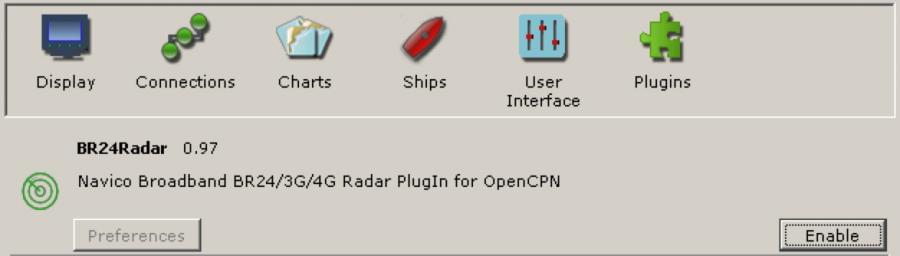 Display Connections Charts Ships User Interface Plugins
BR24Radar 0.97
Navico Broadband BR24/3G/4G Radar PlugIn for OpenCPN
Preferences Enable